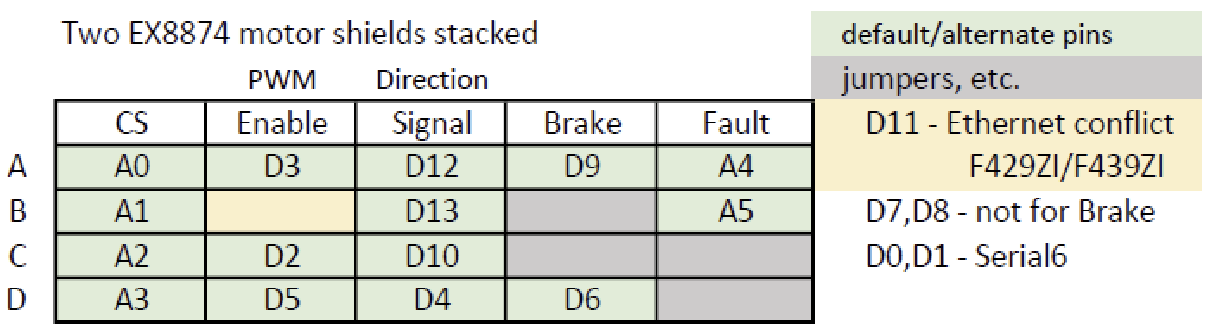 Two EX8874 motor shields stacked
default/alternate pins
PWM Direction
jumpers, etc.
CS Enable Signal Brake Fault
D11 - Ethernet conflict
A A0 D3 D12 D9 A4
F429ZI/F439ZI
B A1 D13 A5
D7,D8 - not for Brake
C A2 D2 D10
D0,D1 - Serial6
D A3 D5 D4 D6